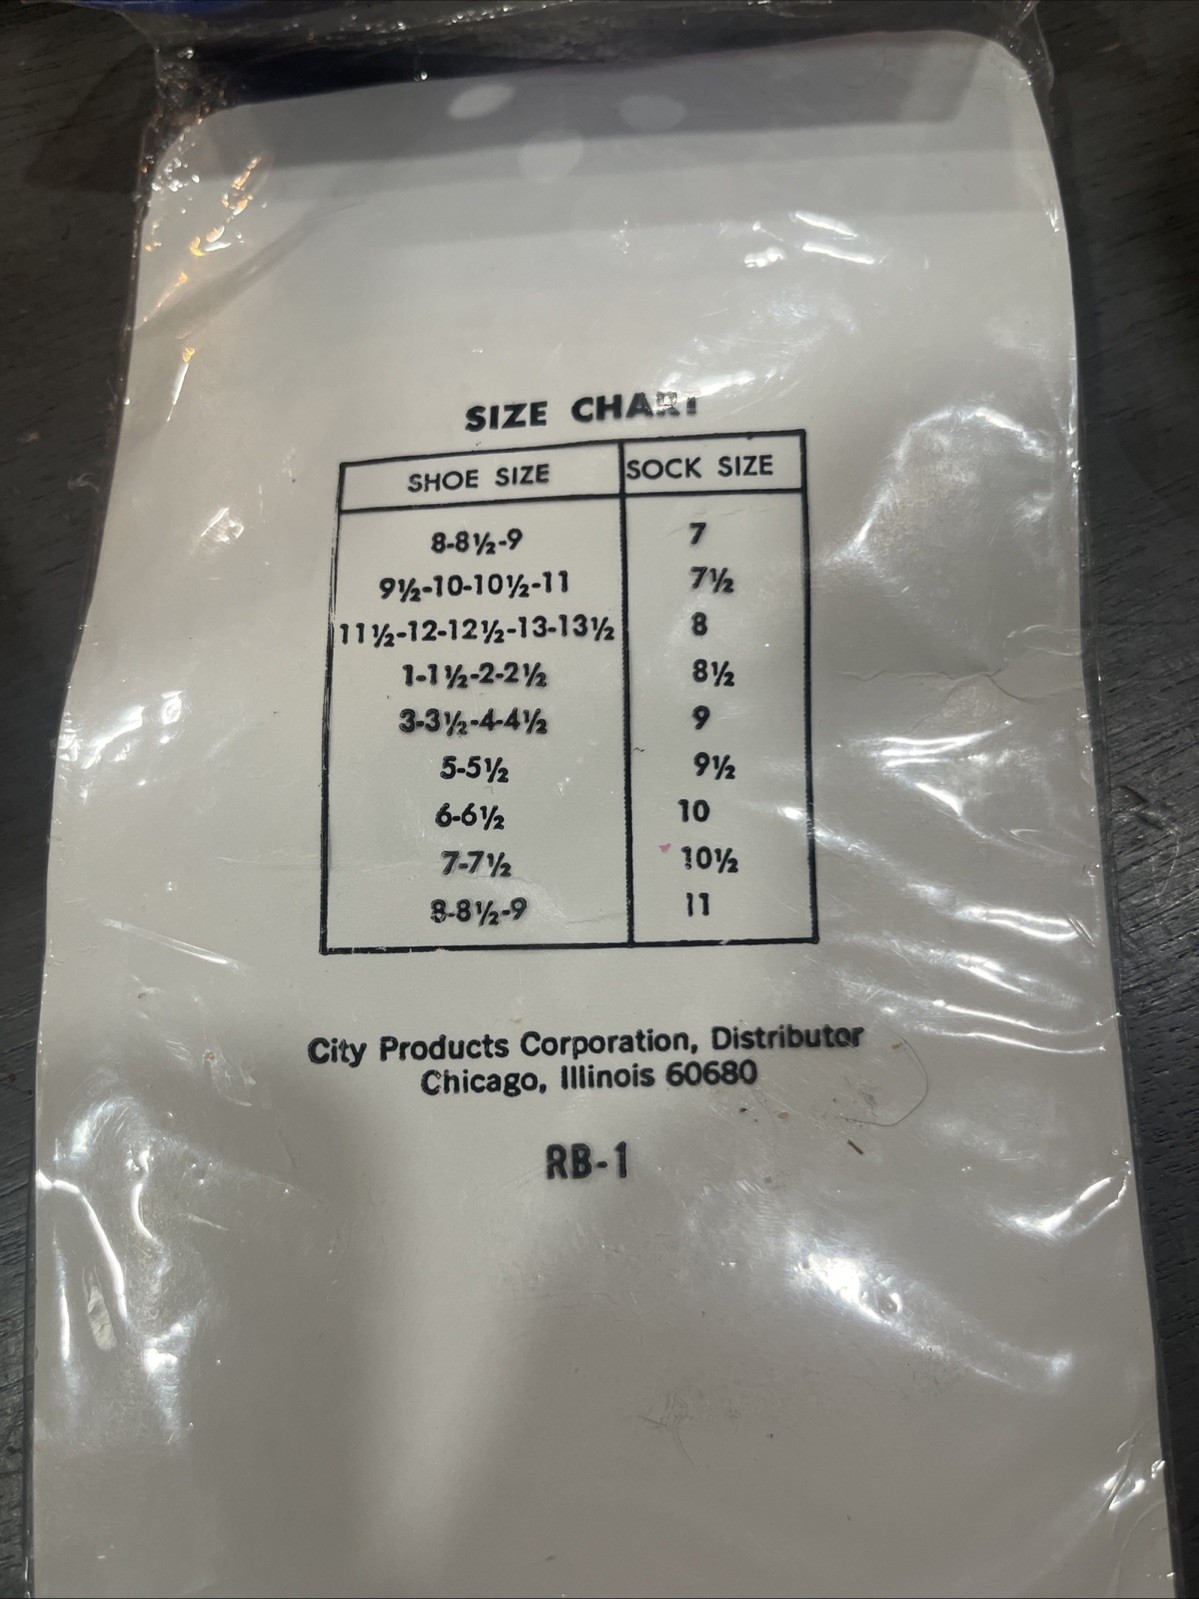 SIZE CHART
SHOE SIZE SOCK SIZE
8-8½-9 7
9½-10-10½-11 7½
11½-12-12½-13-13½ 8
1-1½-2-2½ 8½
3-3½-4-4½ 9
5-5½ 9½
6-6½ 10
7-7½ 10½
8-8½-9 11
City Products Corporation, Distributor
Chicago, Illinois 60680
RB-1